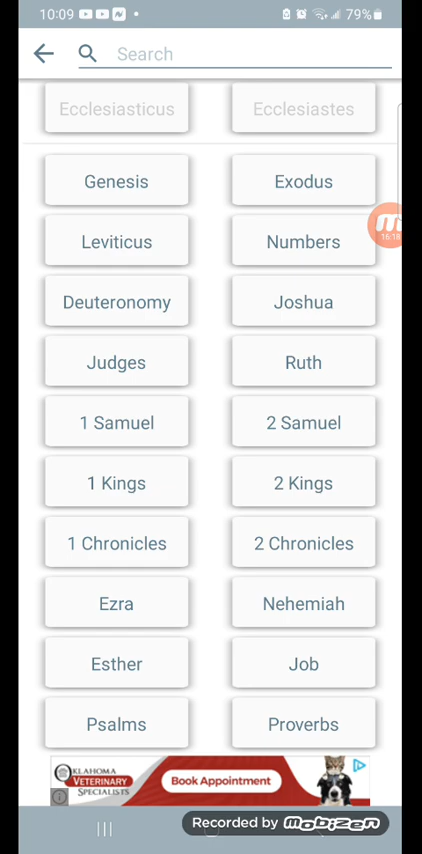 10:09 79%
Search
Ecclesiasticus Ecclesiastes
Genesis Exodus
Leviticus Numbers
16:18
Deuteronomy Joshua
Judges Ruth
1 Samuel 2 Samuel
1 Kings 2 Kings
1 Chronicles 2 Chronicles
Ezra Nehemiah
Esther Job
Psalms Proverbs
OKLAHOMA
VETERINARY
SPECIALISTS
Book Appointment
Recorded by mobizen